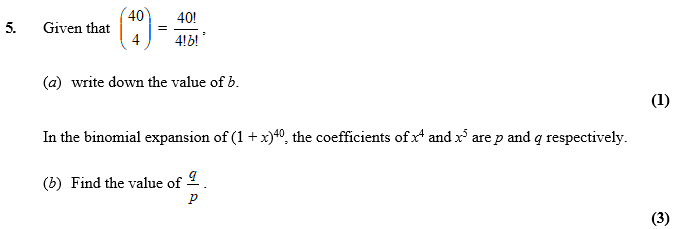 5. Given that $\binom{40}{4} = \frac{40!}{4!b!}$,
(a) write down the value of b.
(1)
In the binomial expansion of $(1 + x)^{40}$, the coefficients of $x^4$ and $x^5$ are p and q respectively.
(b) Find the value of $\frac{q}{p}$.
(3)